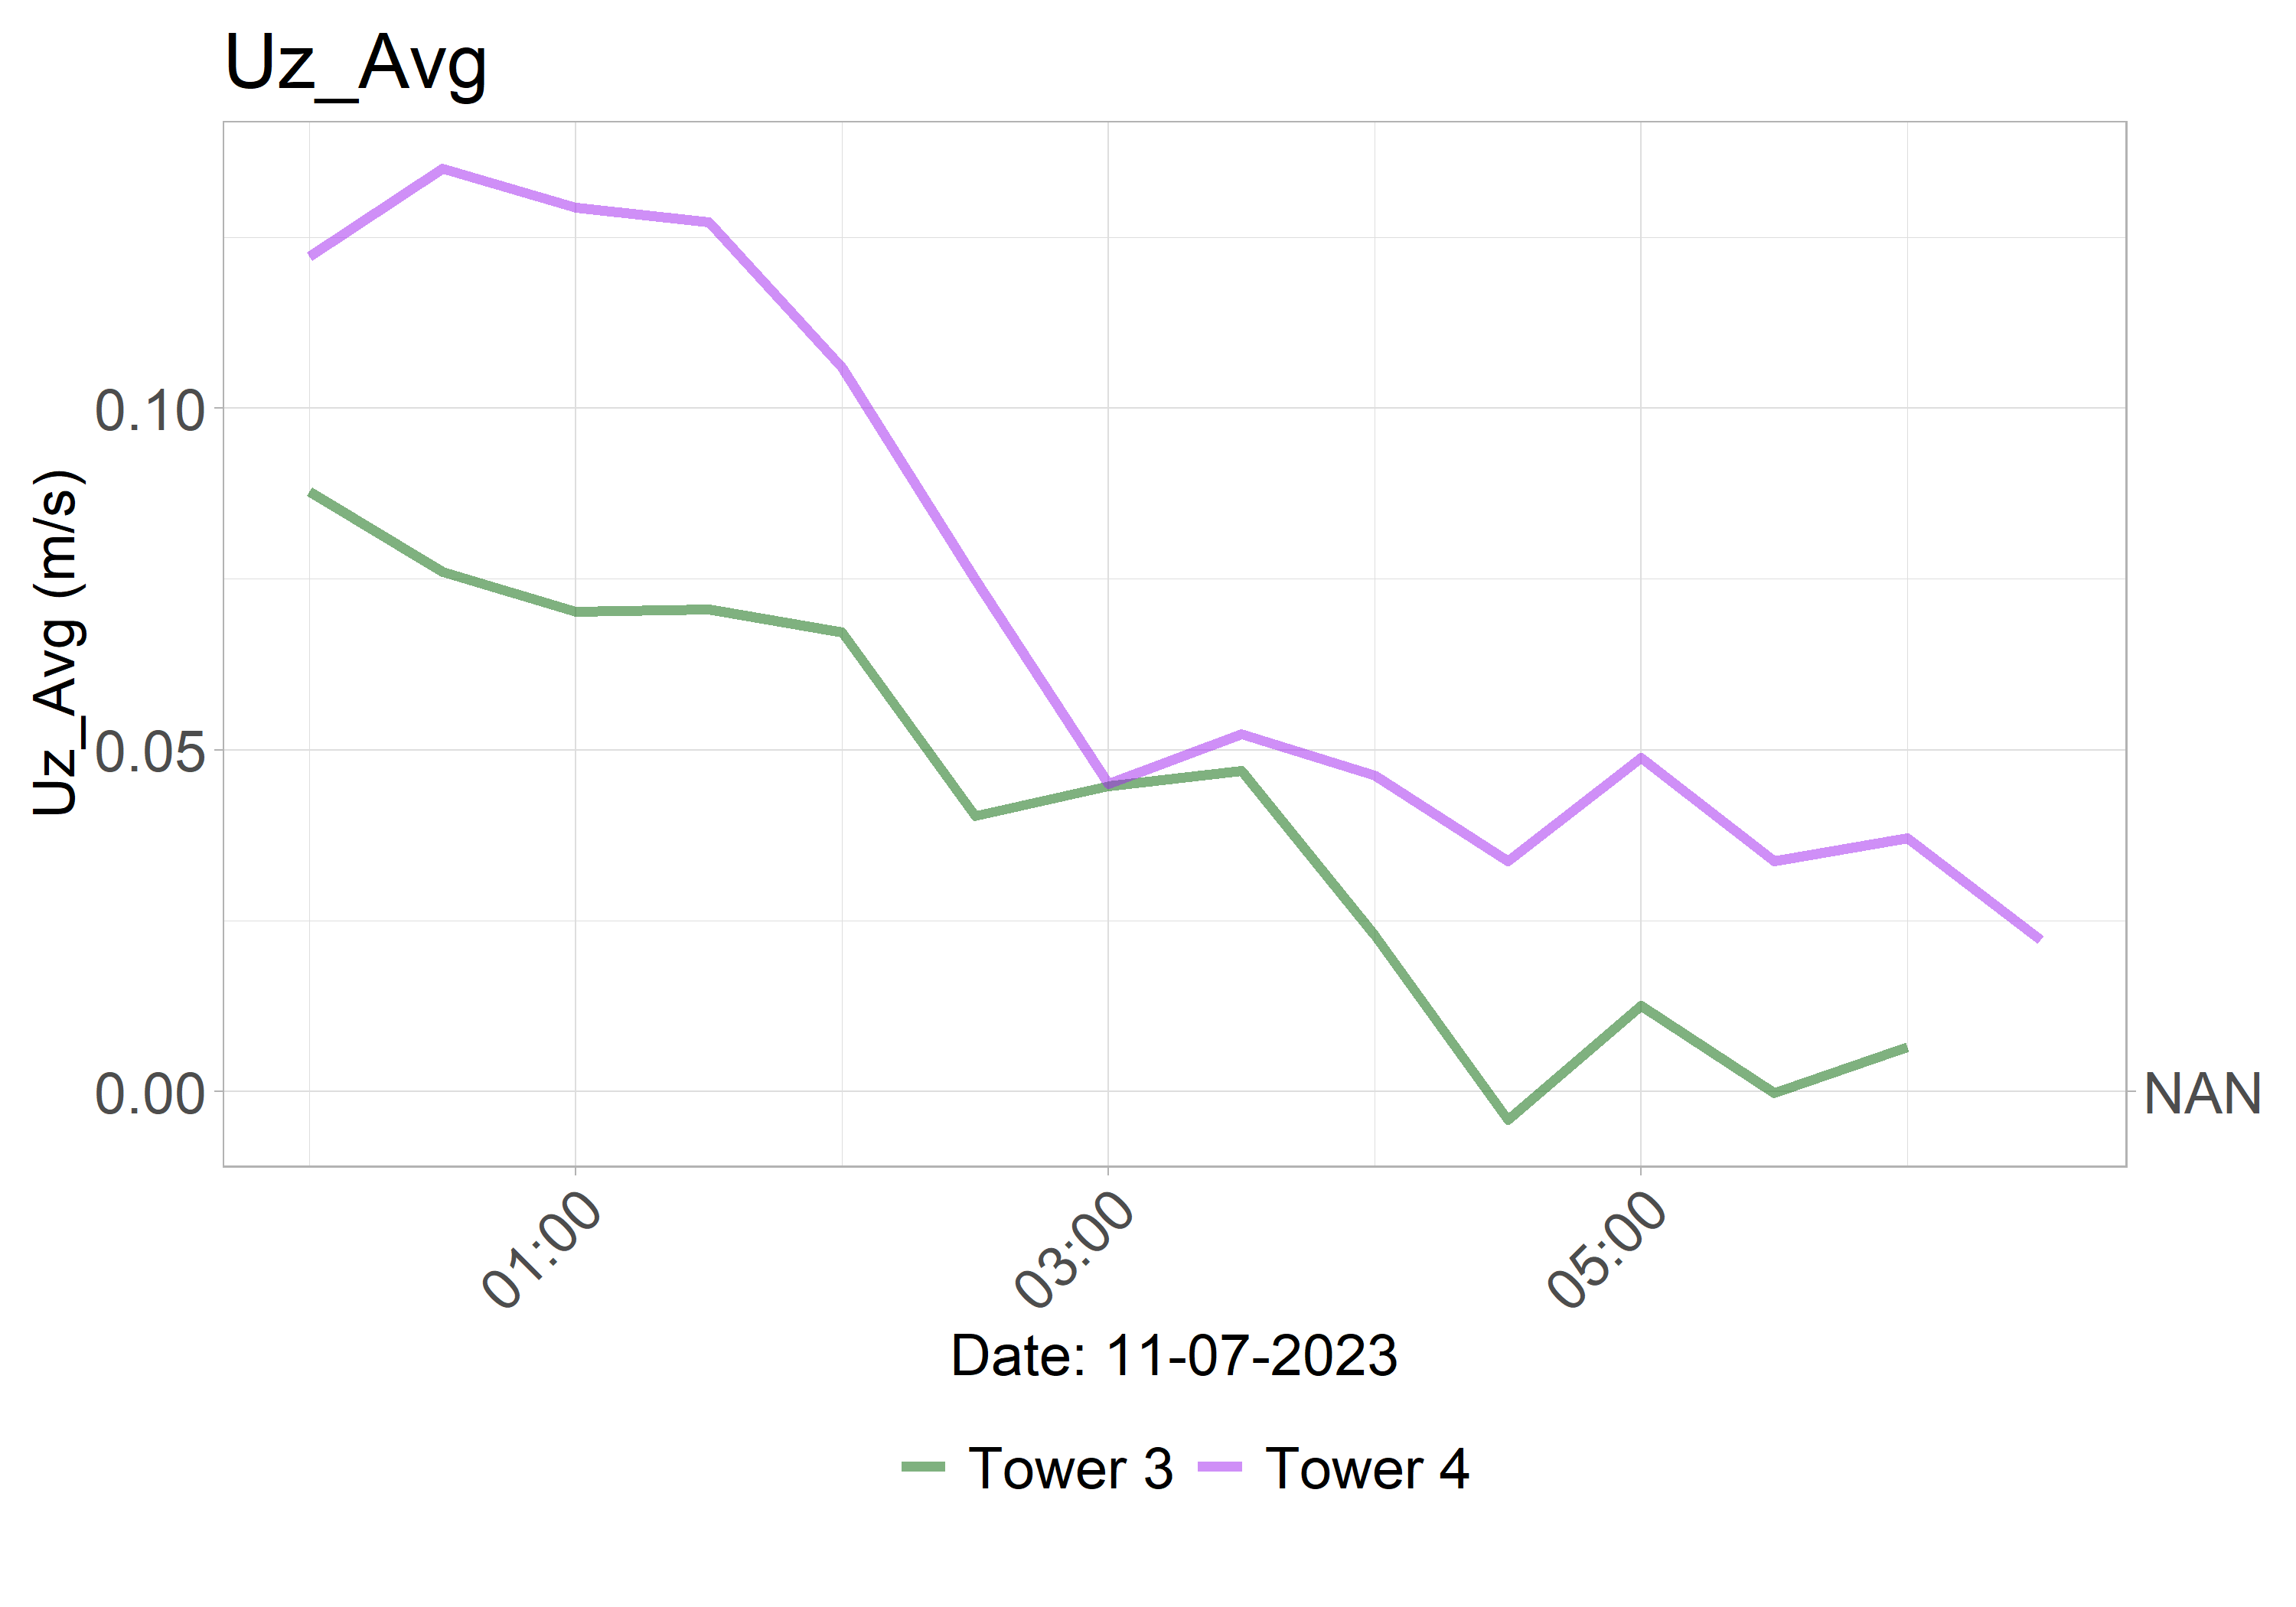 Uz_Avg
Uz_Avg (m/s)
0.10
0.05
0.00
NAN
01:00
03:00
05:00
Date: 11-07-2023
Tower 3
Tower 4